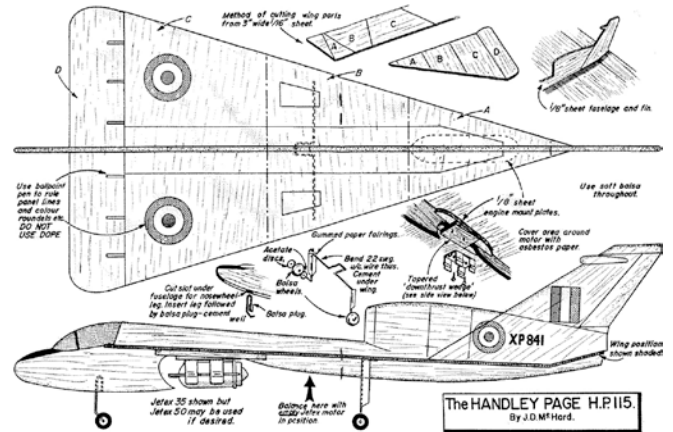 Method of cutting wing parts
from 3" wide 1/16" sheet.
A
B
C
A
B
C
D
1/8" sheet fuselage and fin.
C
D
B
A
Use ballpoint
pen to rule
panel lines
and colour
roundels etc.
DO NOT
USE DOPE
Use soft balsa
throughout.
1/8" sheet
engine mount plates.
Cover area around
motor with
asbestos paper.
Tapered
"downthrust wedge"
(see side view below)
Gummed paper fairings.
Acetate
discs.
Balsa
wheels.
Bend 22 swg.
w/c wire thus.
Cement
under
wing.
Cut slot under
fuselage for nosewheel
leg. Insert leg followed
by balsa plug-cement
well
Balsa plug.
XP841
Wing position
shown shaded.
Jetex 35 shown but
Jetex 50 may be used
if desired.
Balance here with
empty Jetex motor
in position.
The HANDLEY PAGE H.P.115.
By J.D.McHard.